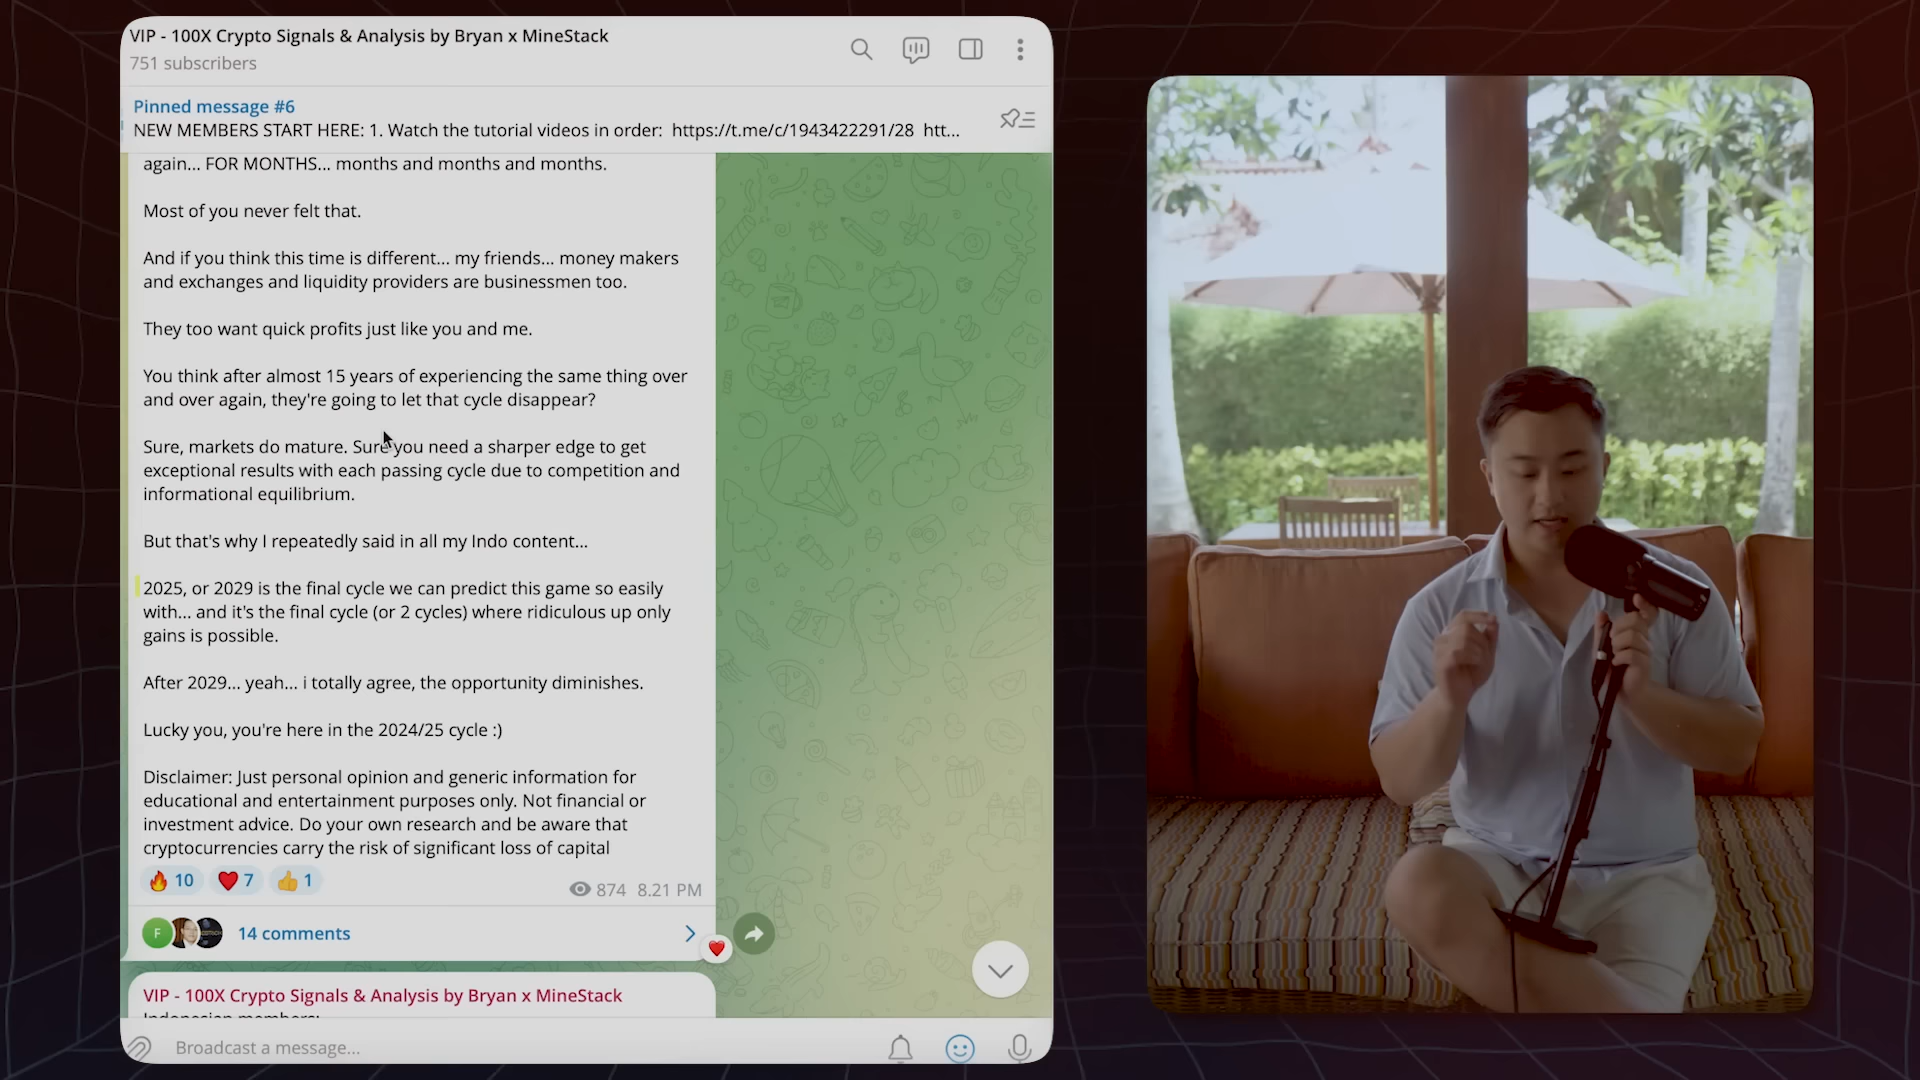 VIP - 100X Crypto Signals & Analysis by Bryan x MineStack
751 subscribers
Pinned message #6
NEW MEMBERS START HERE: 1. Watch the tutorial videos in order: https://t.me/c/1943422291/28 htt...
again... FOR MONTHS... months and months and months.
Most of you never felt that.
And if you think this time is different... my friends... money makers
and exchanges and liquidity providers are businessmen too.
They too want quick profits just like you and me.
You think after almost 15 years of experiencing the same thing over
and over again, they're going to let that cycle disappear?
Sure, markets do mature. Sure you need a sharper edge to get
exceptional results with each passing cycle due to competition and
informational equilibrium.
But that's why I repeatedly said in all my Indo content...
2025, or 2029 is the final cycle we can predict this game so easily
with... and it's the final cycle (or 2 cycles) where ridiculous up only
gains is possible.
After 2029... yeah... i totally agree, the opportunity diminishes.
Lucky you, you're here in the 2024/25 cycle :)
Disclaimer: Just personal opinion and generic information for
educational and entertainment purposes only. Not financial or
investment advice. Do your own research and be aware that
cryptocurrencies carry the risk of significant loss of capital
🔥 10 ❤️ 7 👍 1
874 8.21 PM
F
14 comments
VIP - 100X Crypto Signals & Analysis by Bryan x MineStack
Indonesian members:
Broadcast a message...